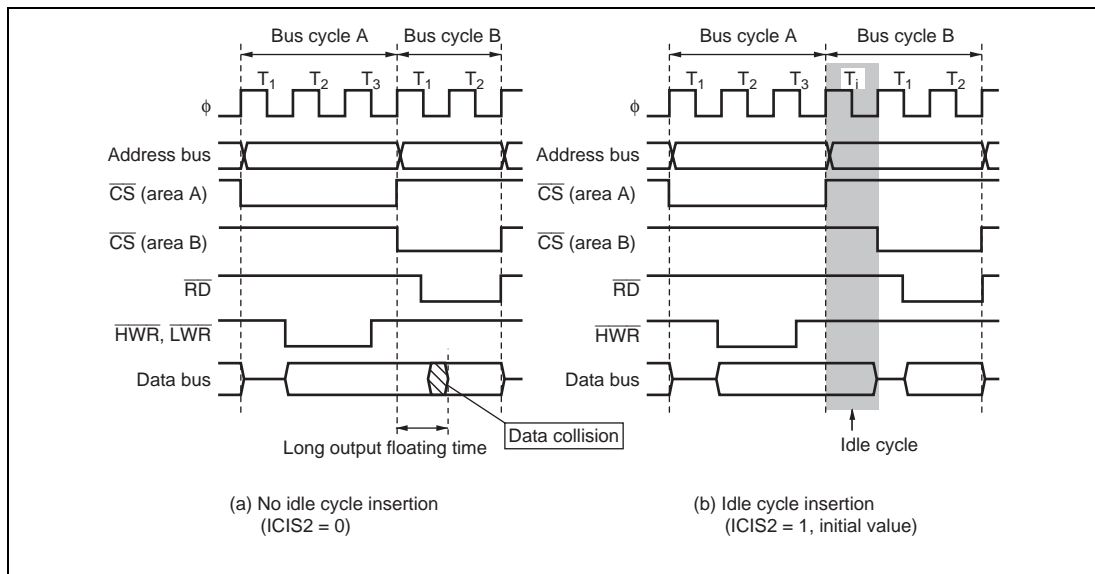 Bus cycle A Bus cycle B
T1 T2 T3 T1 T2
φ
Address bus
CS (area A)
CS (area B)
RD
HWR, LWR
Data bus
Long output floating time
Data collision
(a) No idle cycle insertion
(ICIS2 = 0)
Bus cycle A Bus cycle B
T1 T2 T3 Ti T1 T2
φ
Address bus
CS (area A)
CS (area B)
RD
HWR
Data bus
Idle cycle
(b) Idle cycle insertion
(ICIS2 = 1, initial value)